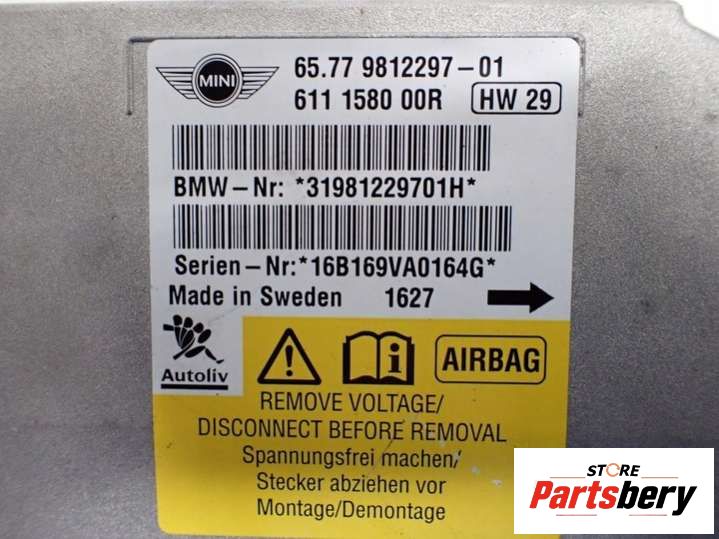 MINI
65.77 9812297-01
611 1580 00R HW 29
BMW-Nr: *31981229701H*
Serien-Nr:*16B169VA0164G*
Made in Sweden 1627
Autoliv
AIRBAG
REMOVE VOLTAGE/
DISCONNECT BEFORE REMOVAL
Spannungsfrei machen/
Stecker abziehen vor
Montage/Demontage
STORE
Partsbery